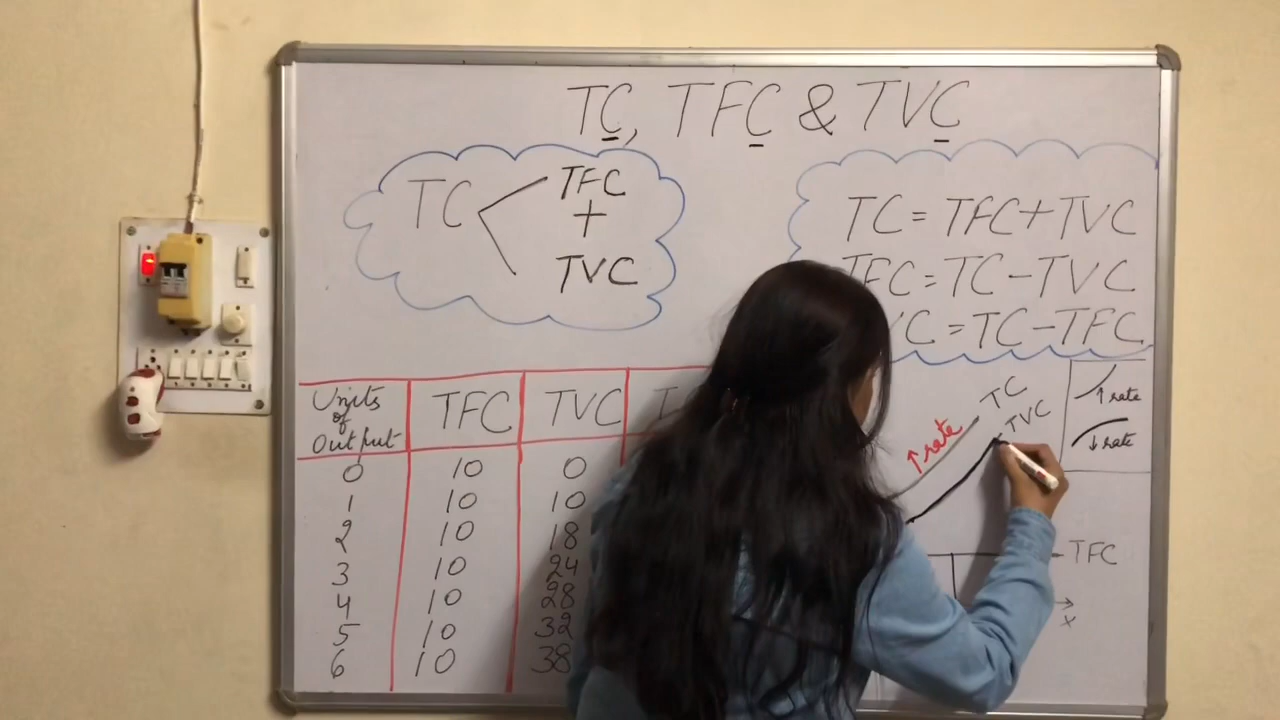 TC, TFC & TVC
TC
TFC
+
TVC
TC = TFC + TVC
TFC = TC - TVC
VC = TC - TFC
Units of Output TFC TVC T
0 10 0
1 10 10
2 10 18
3 10 24
4 10 28
5 10 32
6 10 38
TC
TVC
↑ rate
↑ rate
↓ rate
TFC
x